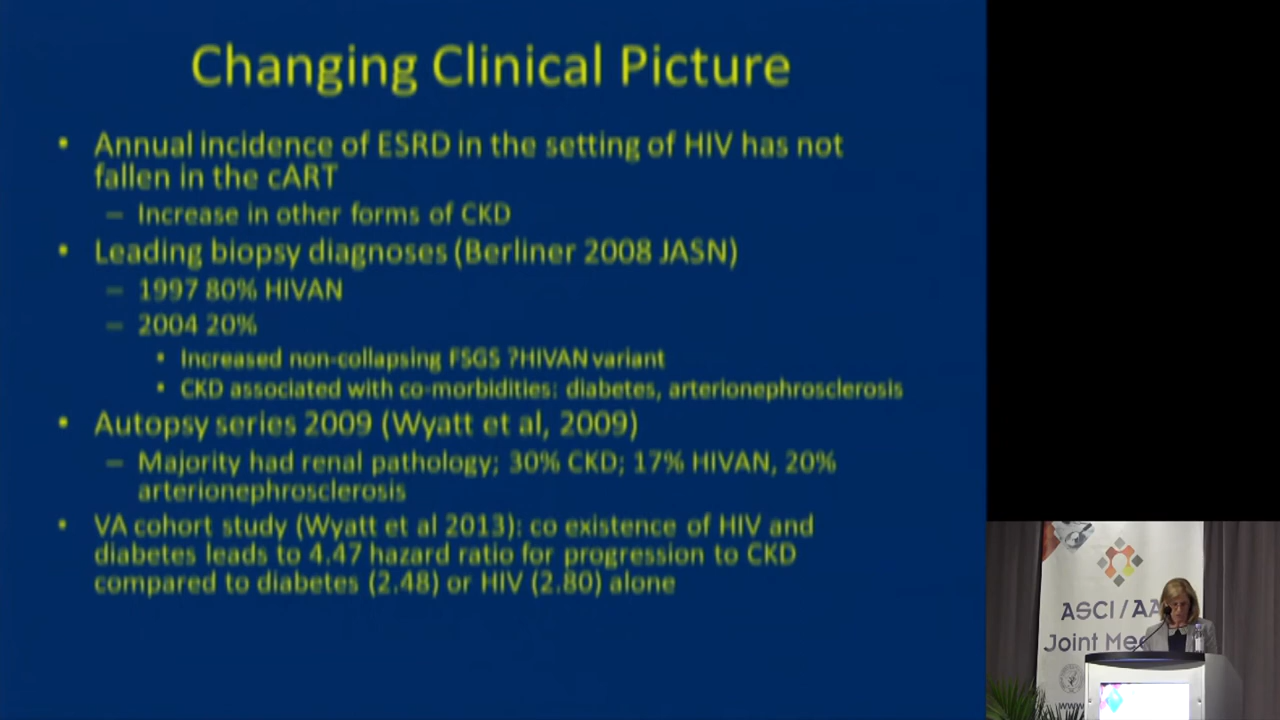 Changing Clinical Picture
• Annual incidence of ESRD in the setting of HIV has not
fallen in the cART
– Increase in other forms of CKD
• Leading biopsy diagnoses (Berliner 2008 JASN)
– 1997 80% HIVAN
– 2004 20%
• Increased non-collapsing FSGS ?HIVAN variant
• CKD associated with co-morbidities: diabetes, arterionephrosclerosis
• Autopsy series 2009 (Wyatt et al, 2009)
– Majority had renal pathology; 30% CKD; 17% HIVAN, 20%
arterionephrosclerosis
• VA cohort study (Wyatt et al 2013): co existence of HIV and
diabetes leads to 4.47 hazard ratio for progression to CKD
compared to diabetes (2.48) or HIV (2.80) alone
ASCI / AA
Joint Mee